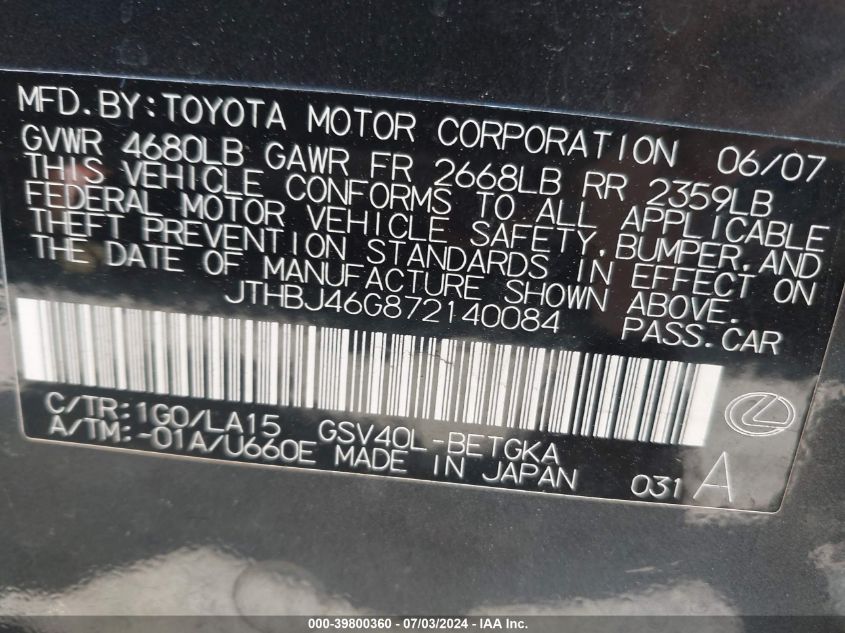 MFD.BY:TOYOTA MOTOR CORPORATION 06/07
GVWR 4680LB GAWR FR 2668LB RR 2359LB
THIS VEHICLE CONFORMS TO ALL APPLICABLE
FEDERAL MOTOR VEHICLE SAFETY,BUMPER,AND
THEFT PREVENTION STANDARDS IN EFFECT ON
THE DATE OF MANUFACTURE SHOWN ABOVE.
JTHBJ46G872140084 PASS.CAR
C/TR:1G0/LA15 GSV40L-BETGKA
A/TM:-01A/U660E MADE IN JAPAN 031 A
000-39800360 - 07/03/2024 - IAA Inc.